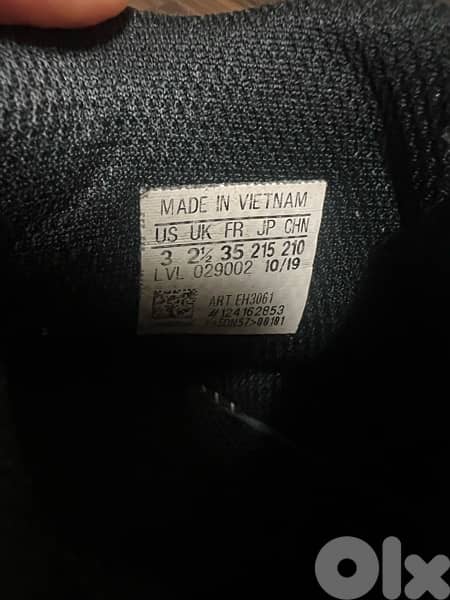 MADE IN VIETNAM
US UK FR JP CHN
3 2½ 35 215 210
LVL 029002 10/19
ART EH3061
#124162853
OLX